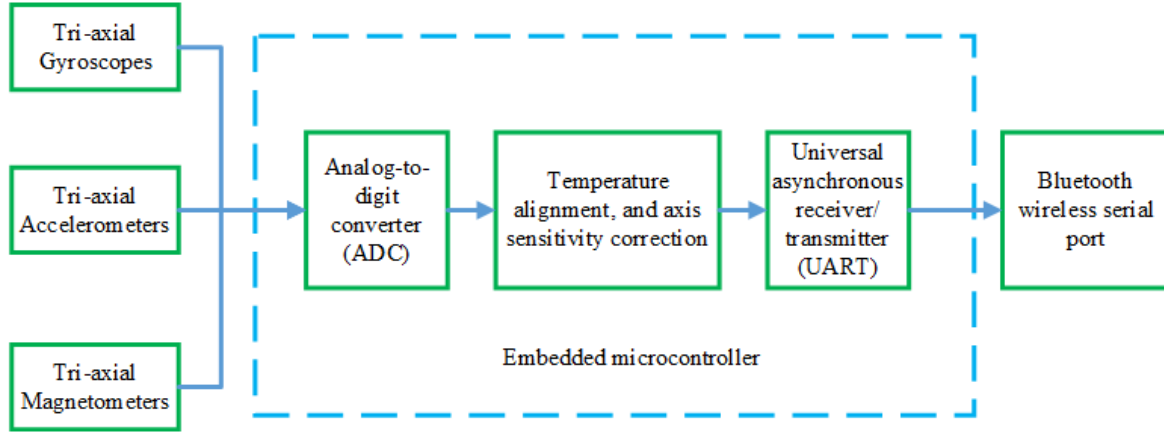 Tri-axial
Gyroscopes
Tri-axial
Accelerometers
Tri-axial
Magnetometers
Analog-to-
digit
converter
(ADC)
Temperature
alignment, and axis
sensitivity correction
Universal
asynchronous
receiver/
transmitter
(UART)
Embedded microcontroller
Bluetooth
wireless serial
port